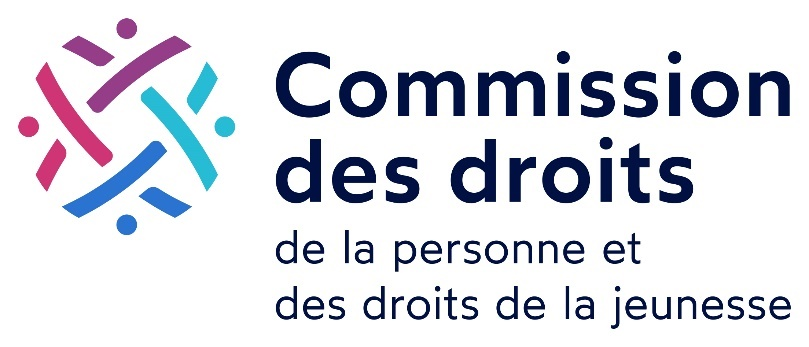 Commission
des droits
de la personne et
des droits de la jeunesse